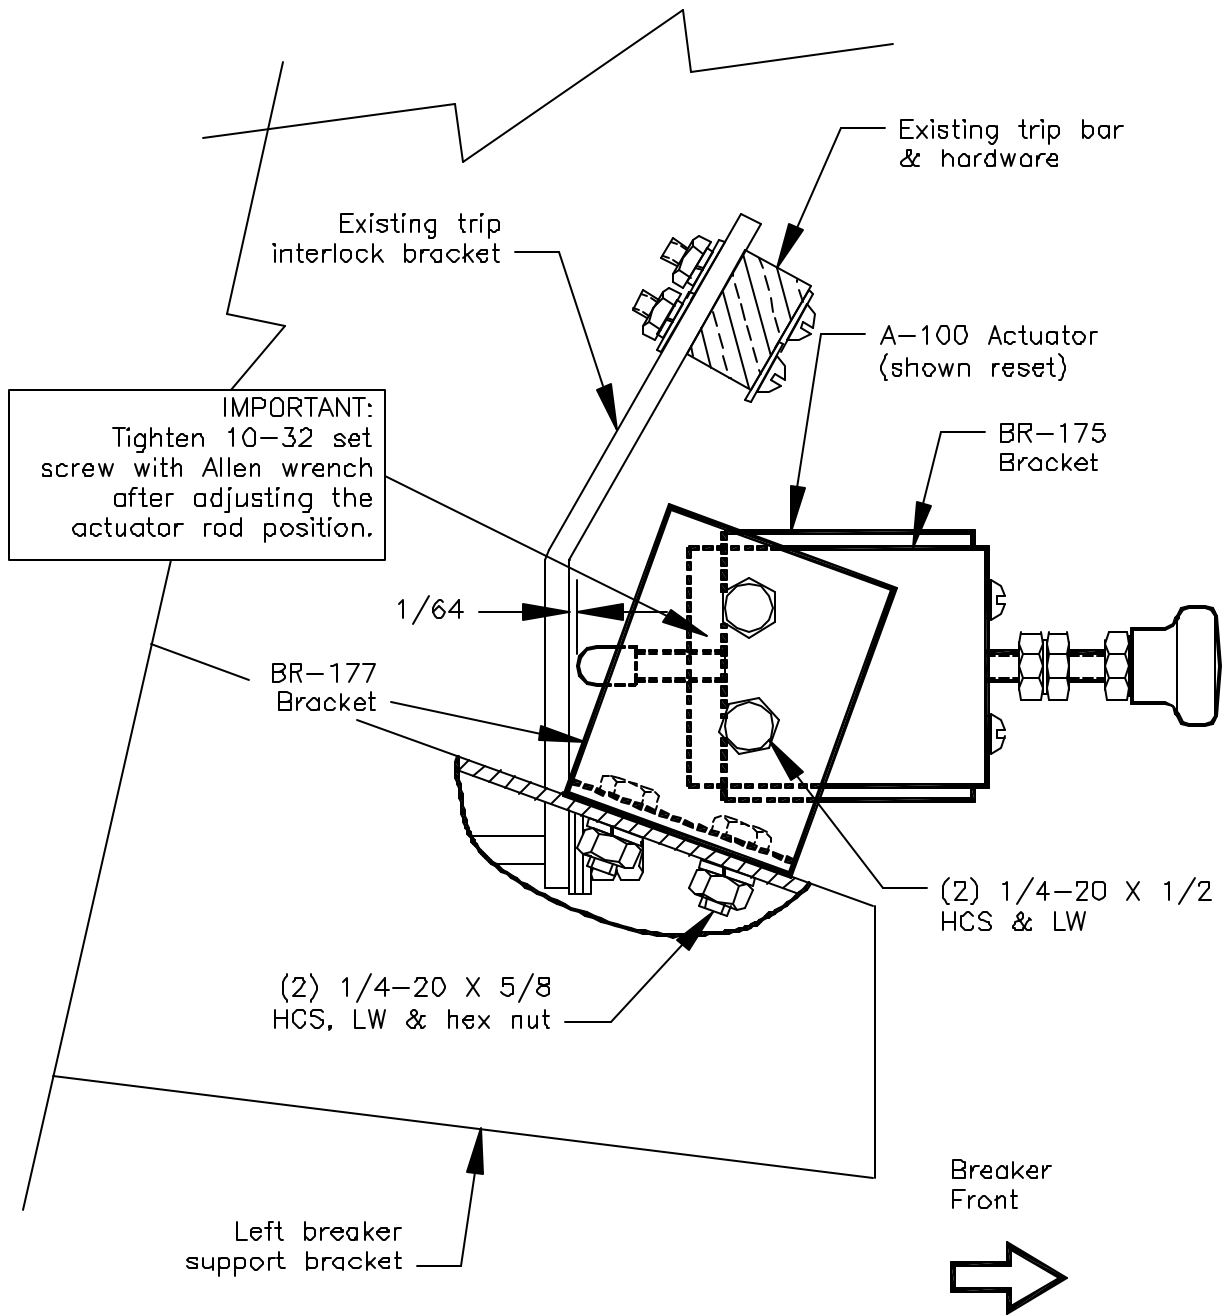 Existing trip bar
& hardware
Existing trip
interlock bracket
A-100 Actuator
(shown reset)
IMPORTANT:
Tighten 10-32 set
screw with Allen wrench
after adjusting the
actuator rod position.
BR-175
Bracket
1/64
BR-177
Bracket
(2) 1/4-20 X 1/2
HCS & LW
(2) 1/4-20 X 5/8
HCS, LW & hex nut
Breaker
Front
Left breaker
support bracket